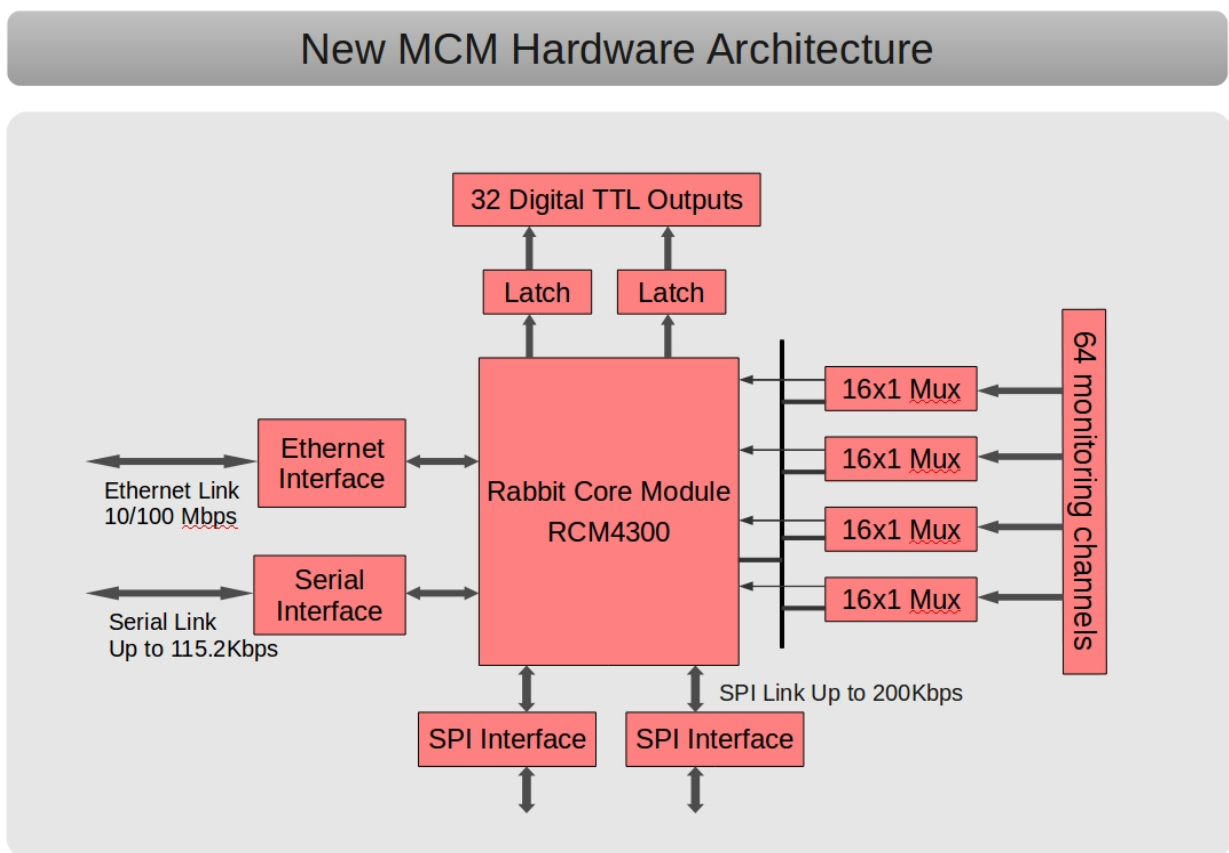 New MCM Hardware Architecture
32 Digital TTL Outputs
Latch
Latch
Ethernet
Interface
Ethernet Link
10/100 Mbps
Serial
Interface
Serial Link
Up to 115.2Kbps
Rabbit Core Module
RCM4300
16x1 Mux
16x1 Mux
16x1 Mux
16x1 Mux
64 monitoring channels
SPI Link Up to 200Kbps
SPI Interface
SPI Interface